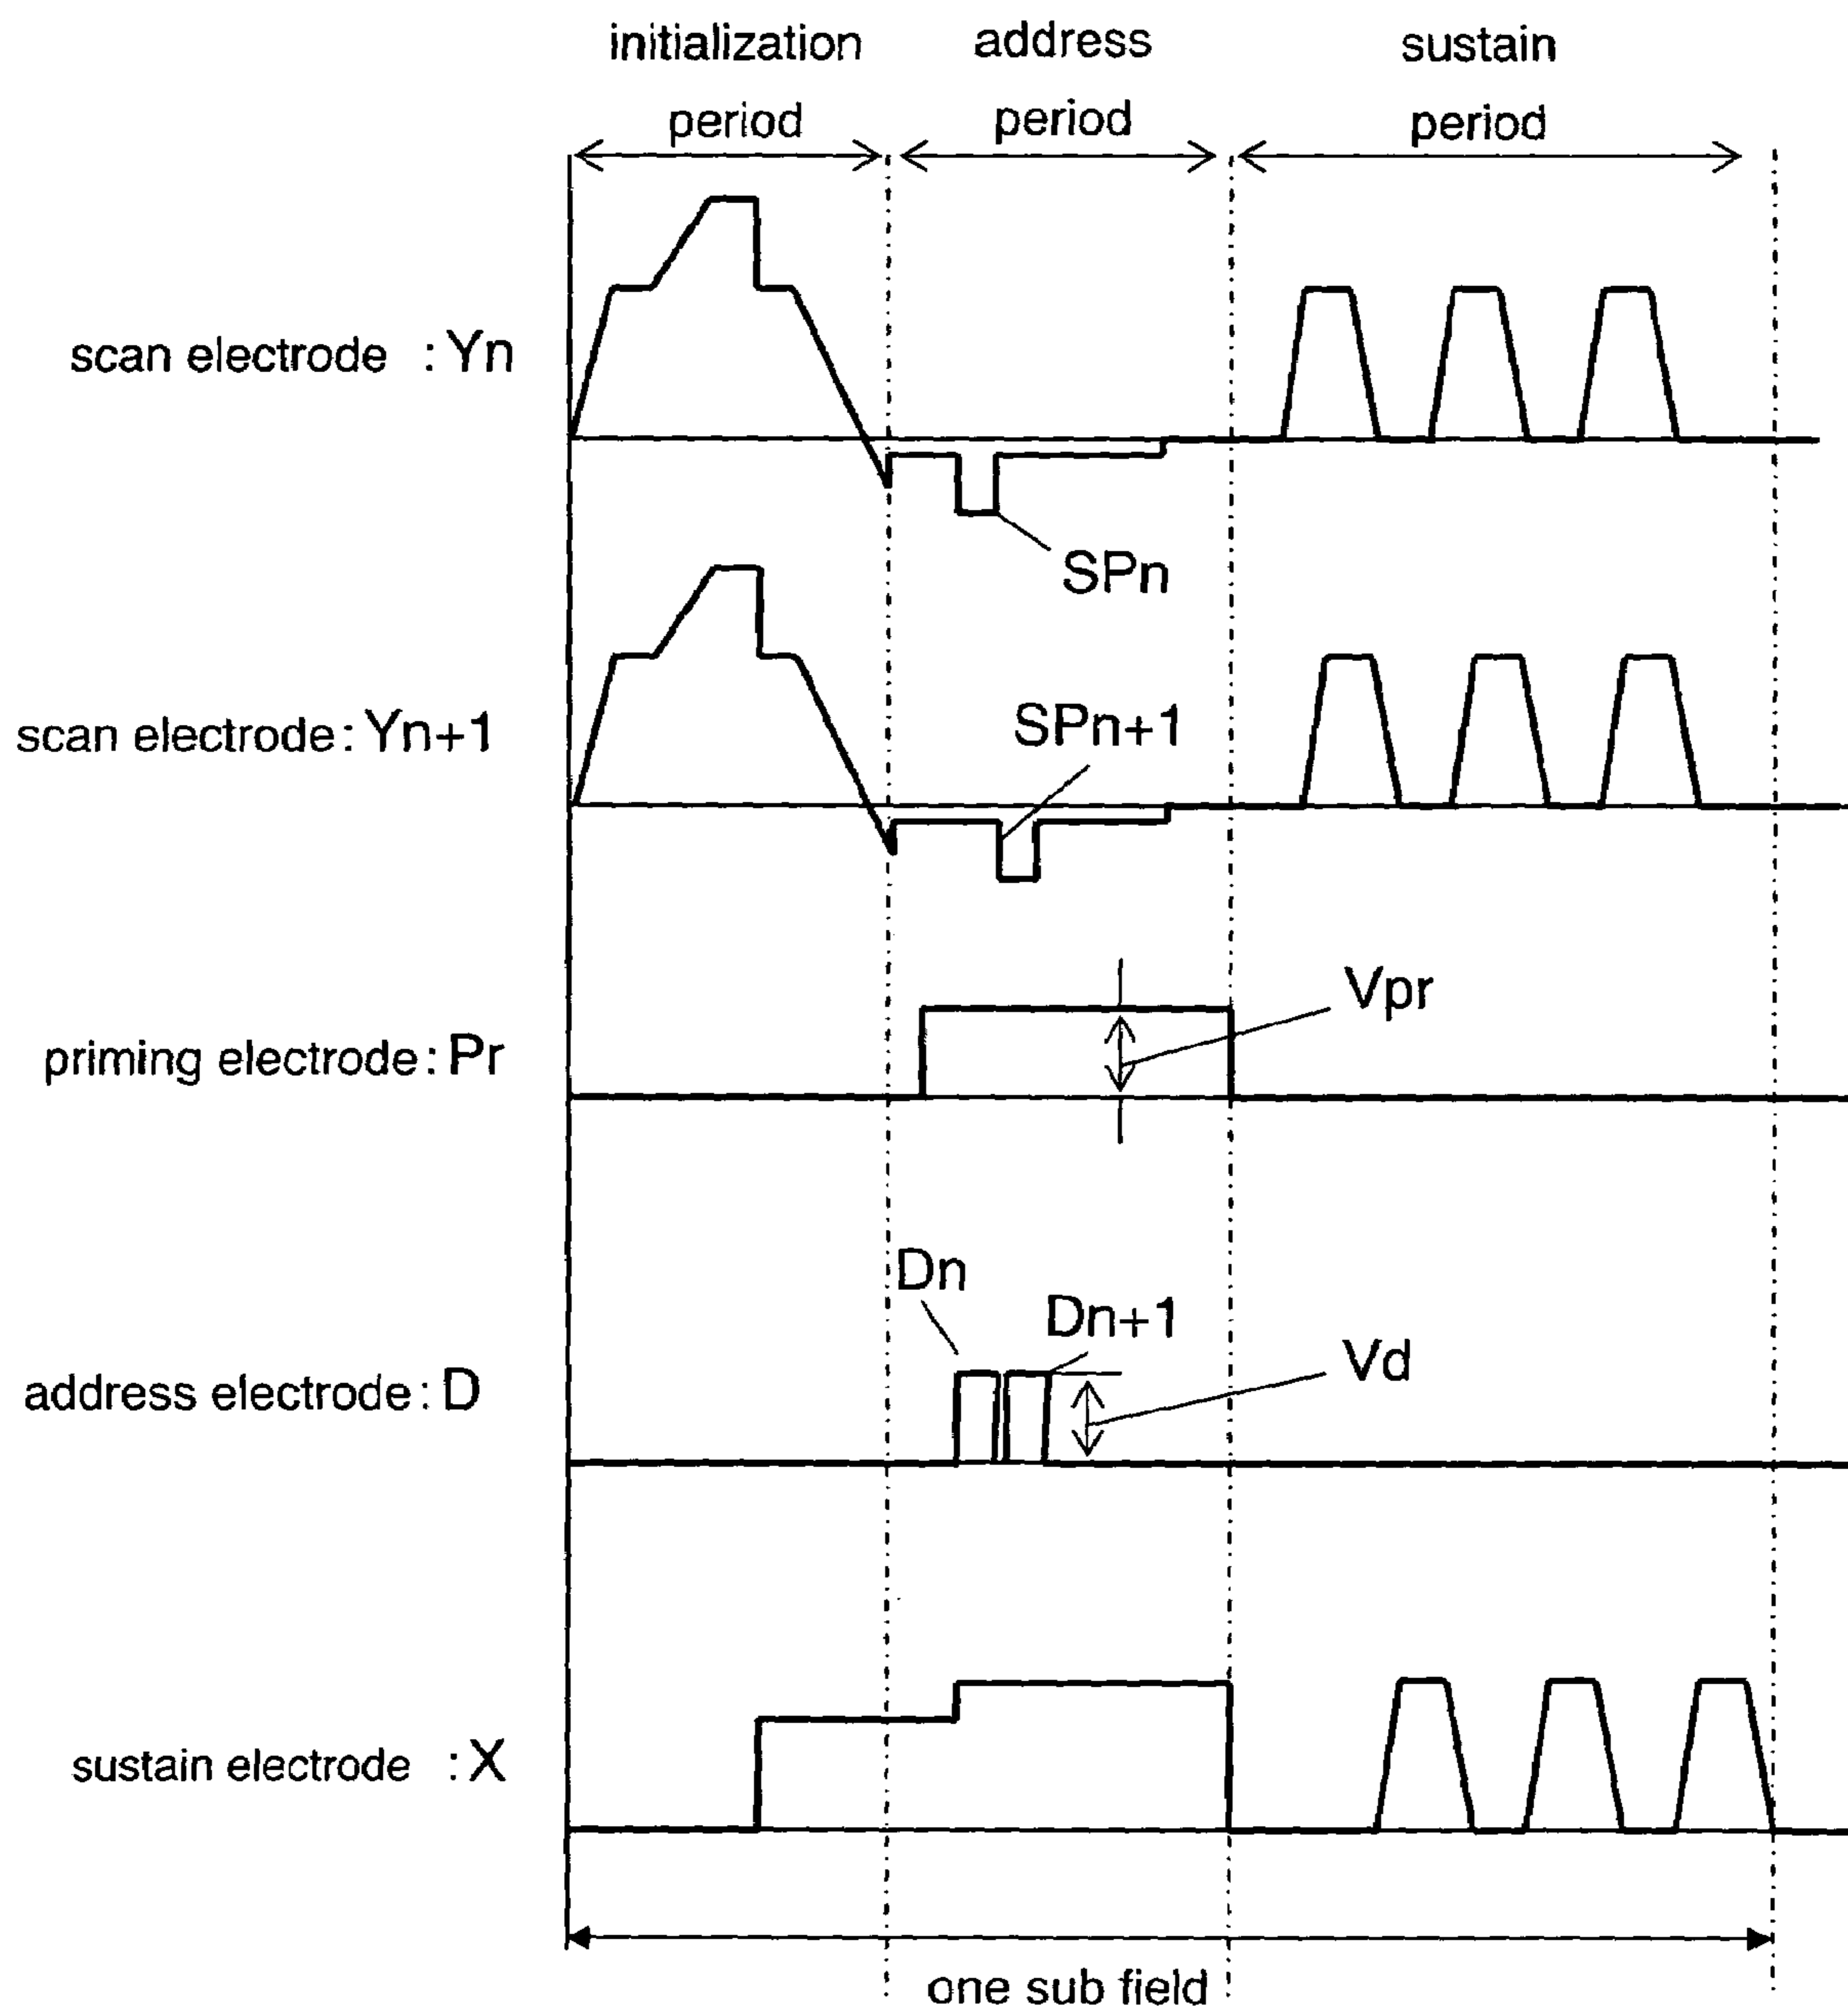 initialization period
address period
sustain period
scan electrode : Yn
SPn
scan electrode: Yn+1
SPn+1
priming electrode: Pr
Vpr
address electrode: D
Dn
Dn+1
Vd
sustain electrode : X
one sub field